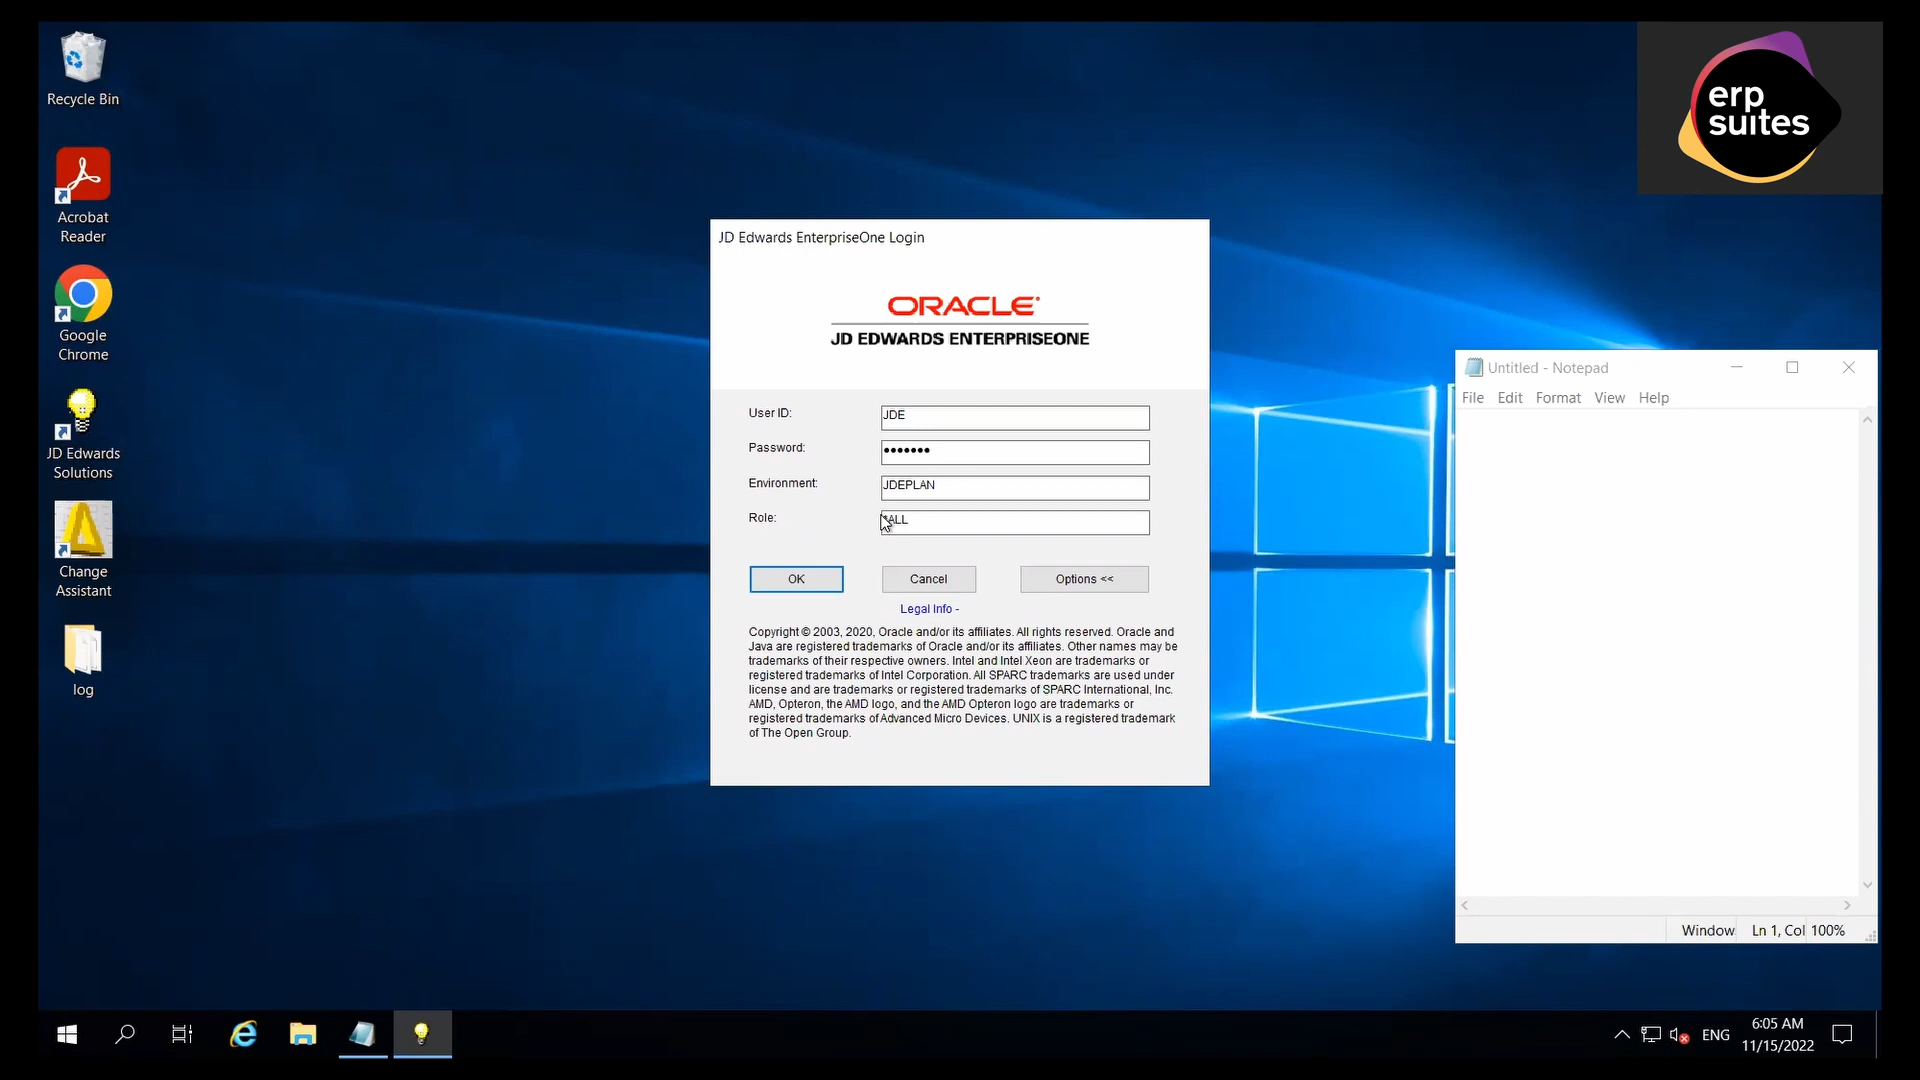 Recycle Bin
Acrobat
Reader
Google
Chrome
JD Edwards
Solutions
Change
Assistant
log
erp
suites
JD Edwards EnterpriseOne Login
ORACLE
JD EDWARDS ENTERPRISEONE
User ID: JDE
Password: •••••••
Environment: JDEPLAN
Role: *ALL
OK Cancel Options <<
Legal Info -
Copyright © 2003, 2020, Oracle and/or its affiliates. All rights reserved. Oracle and
Java are registered trademarks of Oracle and/or its affiliates. Other names may be
trademarks of their respective owners. Intel and Intel Xeon are trademarks or
registered trademarks of Intel Corporation. All SPARC trademarks are used under
license and are trademarks or registered trademarks of SPARC International, Inc.
AMD, Opteron, the AMD logo, and the AMD Opteron logo are trademarks or
registered trademarks of Advanced Micro Devices. UNIX is a registered trademark
of The Open Group.
Untitled - Notepad
File Edit Format View Help
Window Ln 1, Col 100%
ENG
6:05 AM
11/15/2022